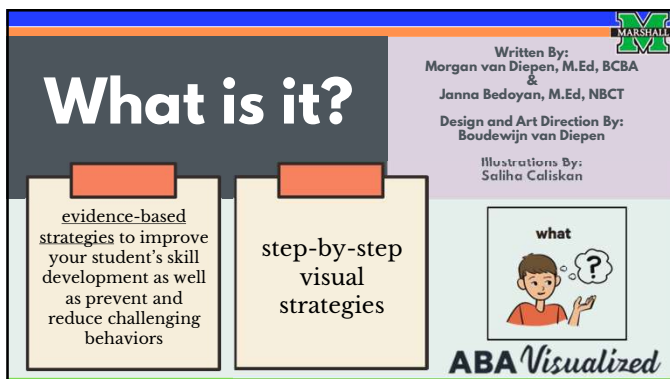 MARSHALL
What is it?
Written By:
Morgan van Diepen, M.Ed, BCBA
&
Janna Bedoyan, M.Ed, NBCT
Design and Art Direction By:
Boudewijn van Diepen
Illustrations By:
Saliha Caliskan
evidence-based
strategies to improve
your student's skill
development as well
as prevent and
reduce challenging
behaviors
step-by-step
visual
strategies
what
?
ABA Visualized